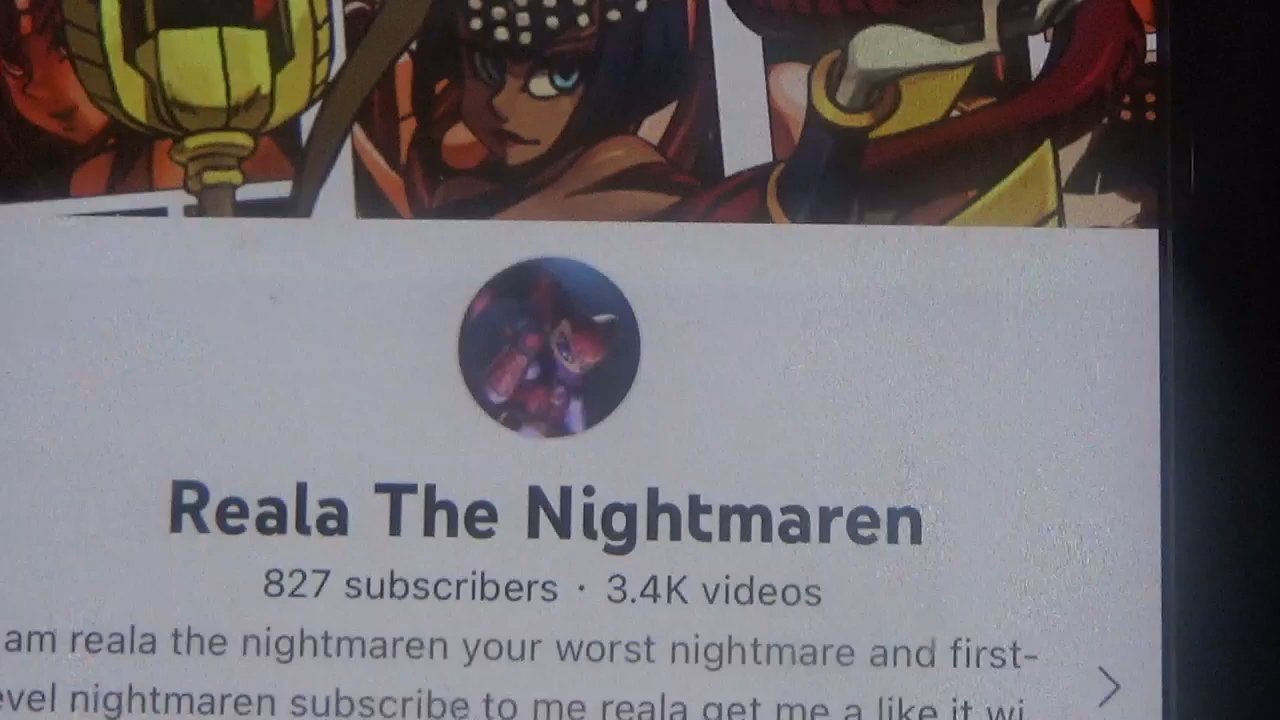 Reala The Nightmaren
827 subscribers · 3.4K videos
am reala the nightmaren your worst nightmare and first-
evel nightmaren subscribe to me reala get me a like it wi